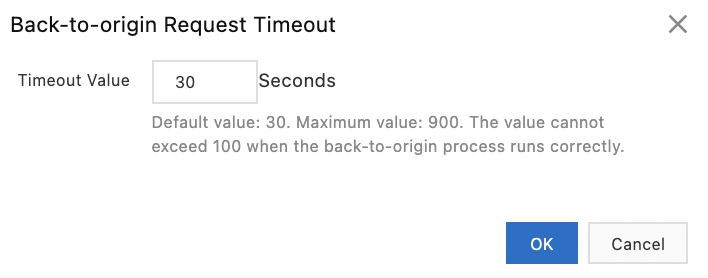 Back-to-origin Request Timeout
Timeout Value 30 Seconds
Default value: 30. Maximum value: 900. The value cannot
exceed 100 when the back-to-origin process runs correctly.
OK Cancel